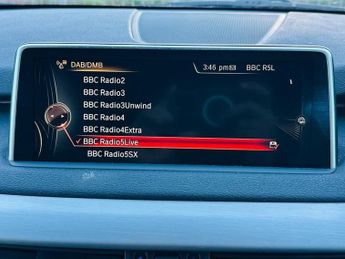 DAB/DMB 3:46 pm BBC R5L
BBC Radio2
BBC Radio3
BBC Radio3Unwind
BBC Radio4
BBC Radio4Extra
BBC Radio5Live
BBC Radio5SX